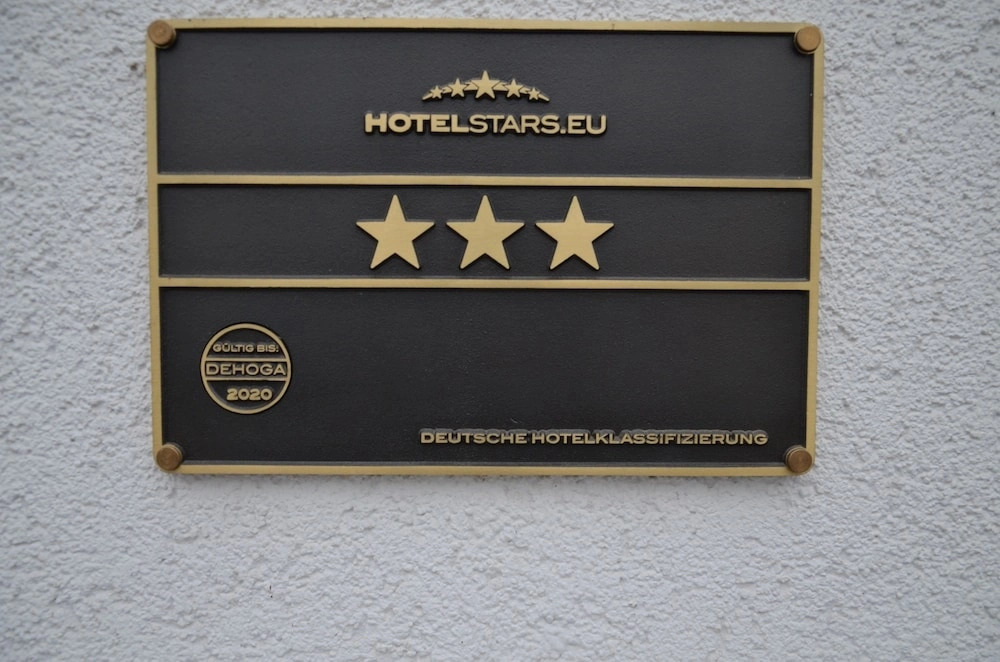 HOTELSTARS.EU
GÜLTIG BIS:
DEHOGA
2020
DEUTSCHE HOTELKLASSIFIZIERUNG